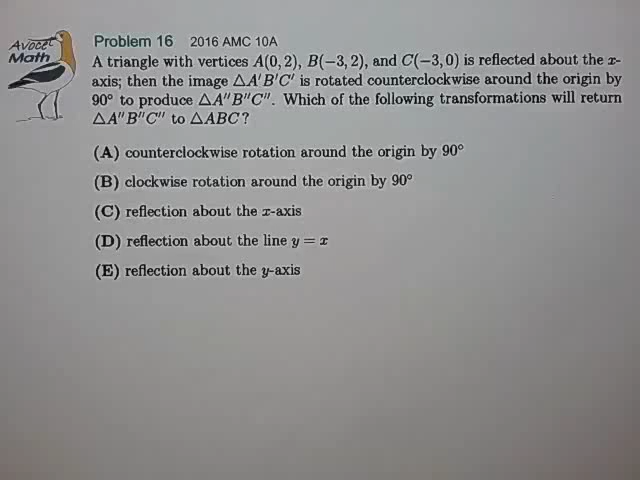 Avocet
Math
Problem 16 2016 AMC 10A
A triangle with vertices A(0, 2), B(−3, 2), and C(−3, 0) is reflected about the x-
axis; then the image △A′B′C′ is rotated counterclockwise around the origin by
90° to produce △A″B″C″. Which of the following transformations will return
△A″B″C″ to △ABC?
(A) counterclockwise rotation around the origin by 90°
(B) clockwise rotation around the origin by 90°
(C) reflection about the x-axis
(D) reflection about the line y = x
(E) reflection about the y-axis